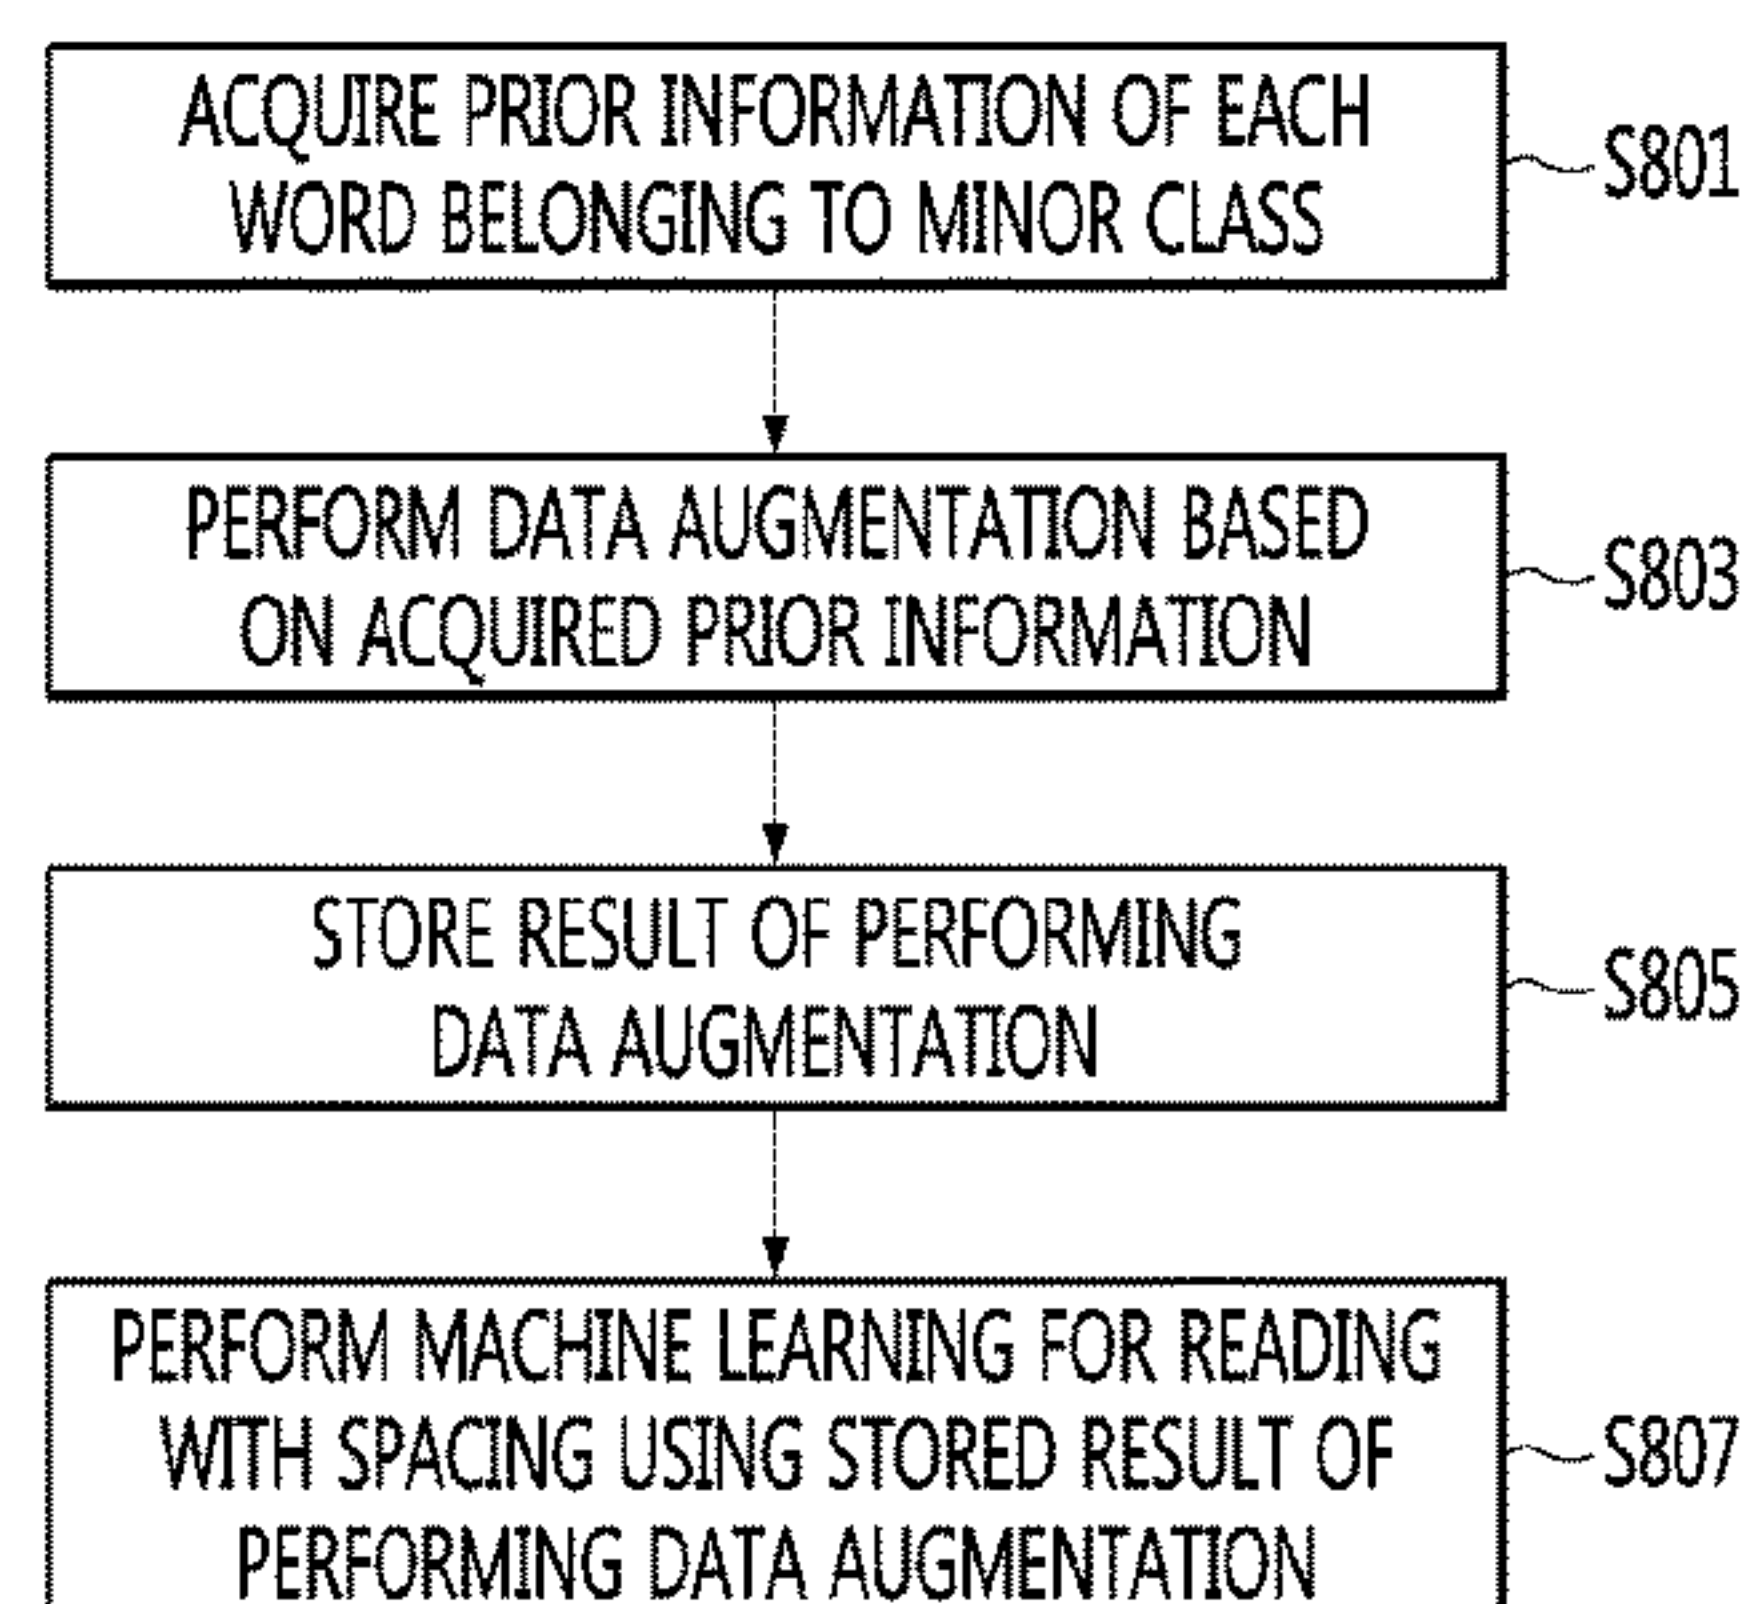 ACQUIRE PRIOR INFORMATION OF EACH
WORD BELONGING TO MINOR CLASS
S801
PERFORM DATA AUGMENTATION BASED
ON ACQUIRED PRIOR INFORMATION
S803
STORE RESULT OF PERFORMING
DATA AUGMENTATION
S805
PERFORM MACHINE LEARNING FOR READING
WITH SPACING USING STORED RESULT OF
PERFORMING DATA AUGMENTATION
S807